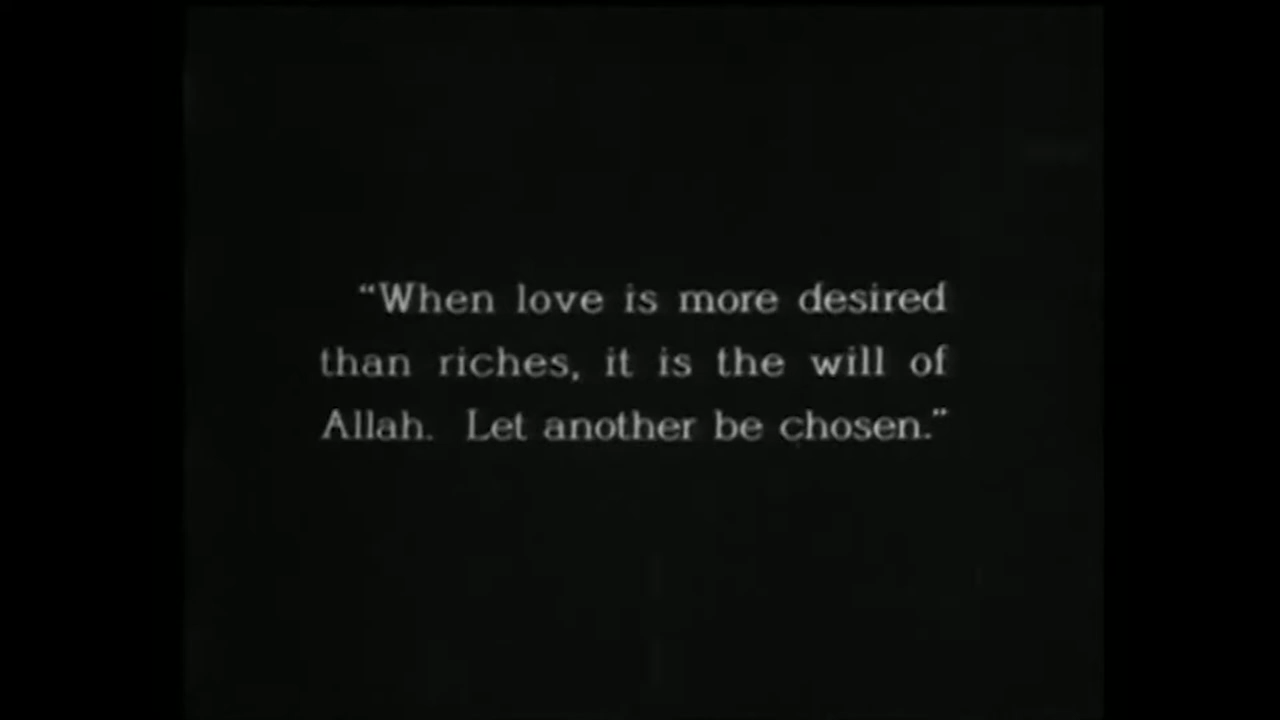 “When love is more desired
than riches, it is the will of
Allah. Let another be chosen.”